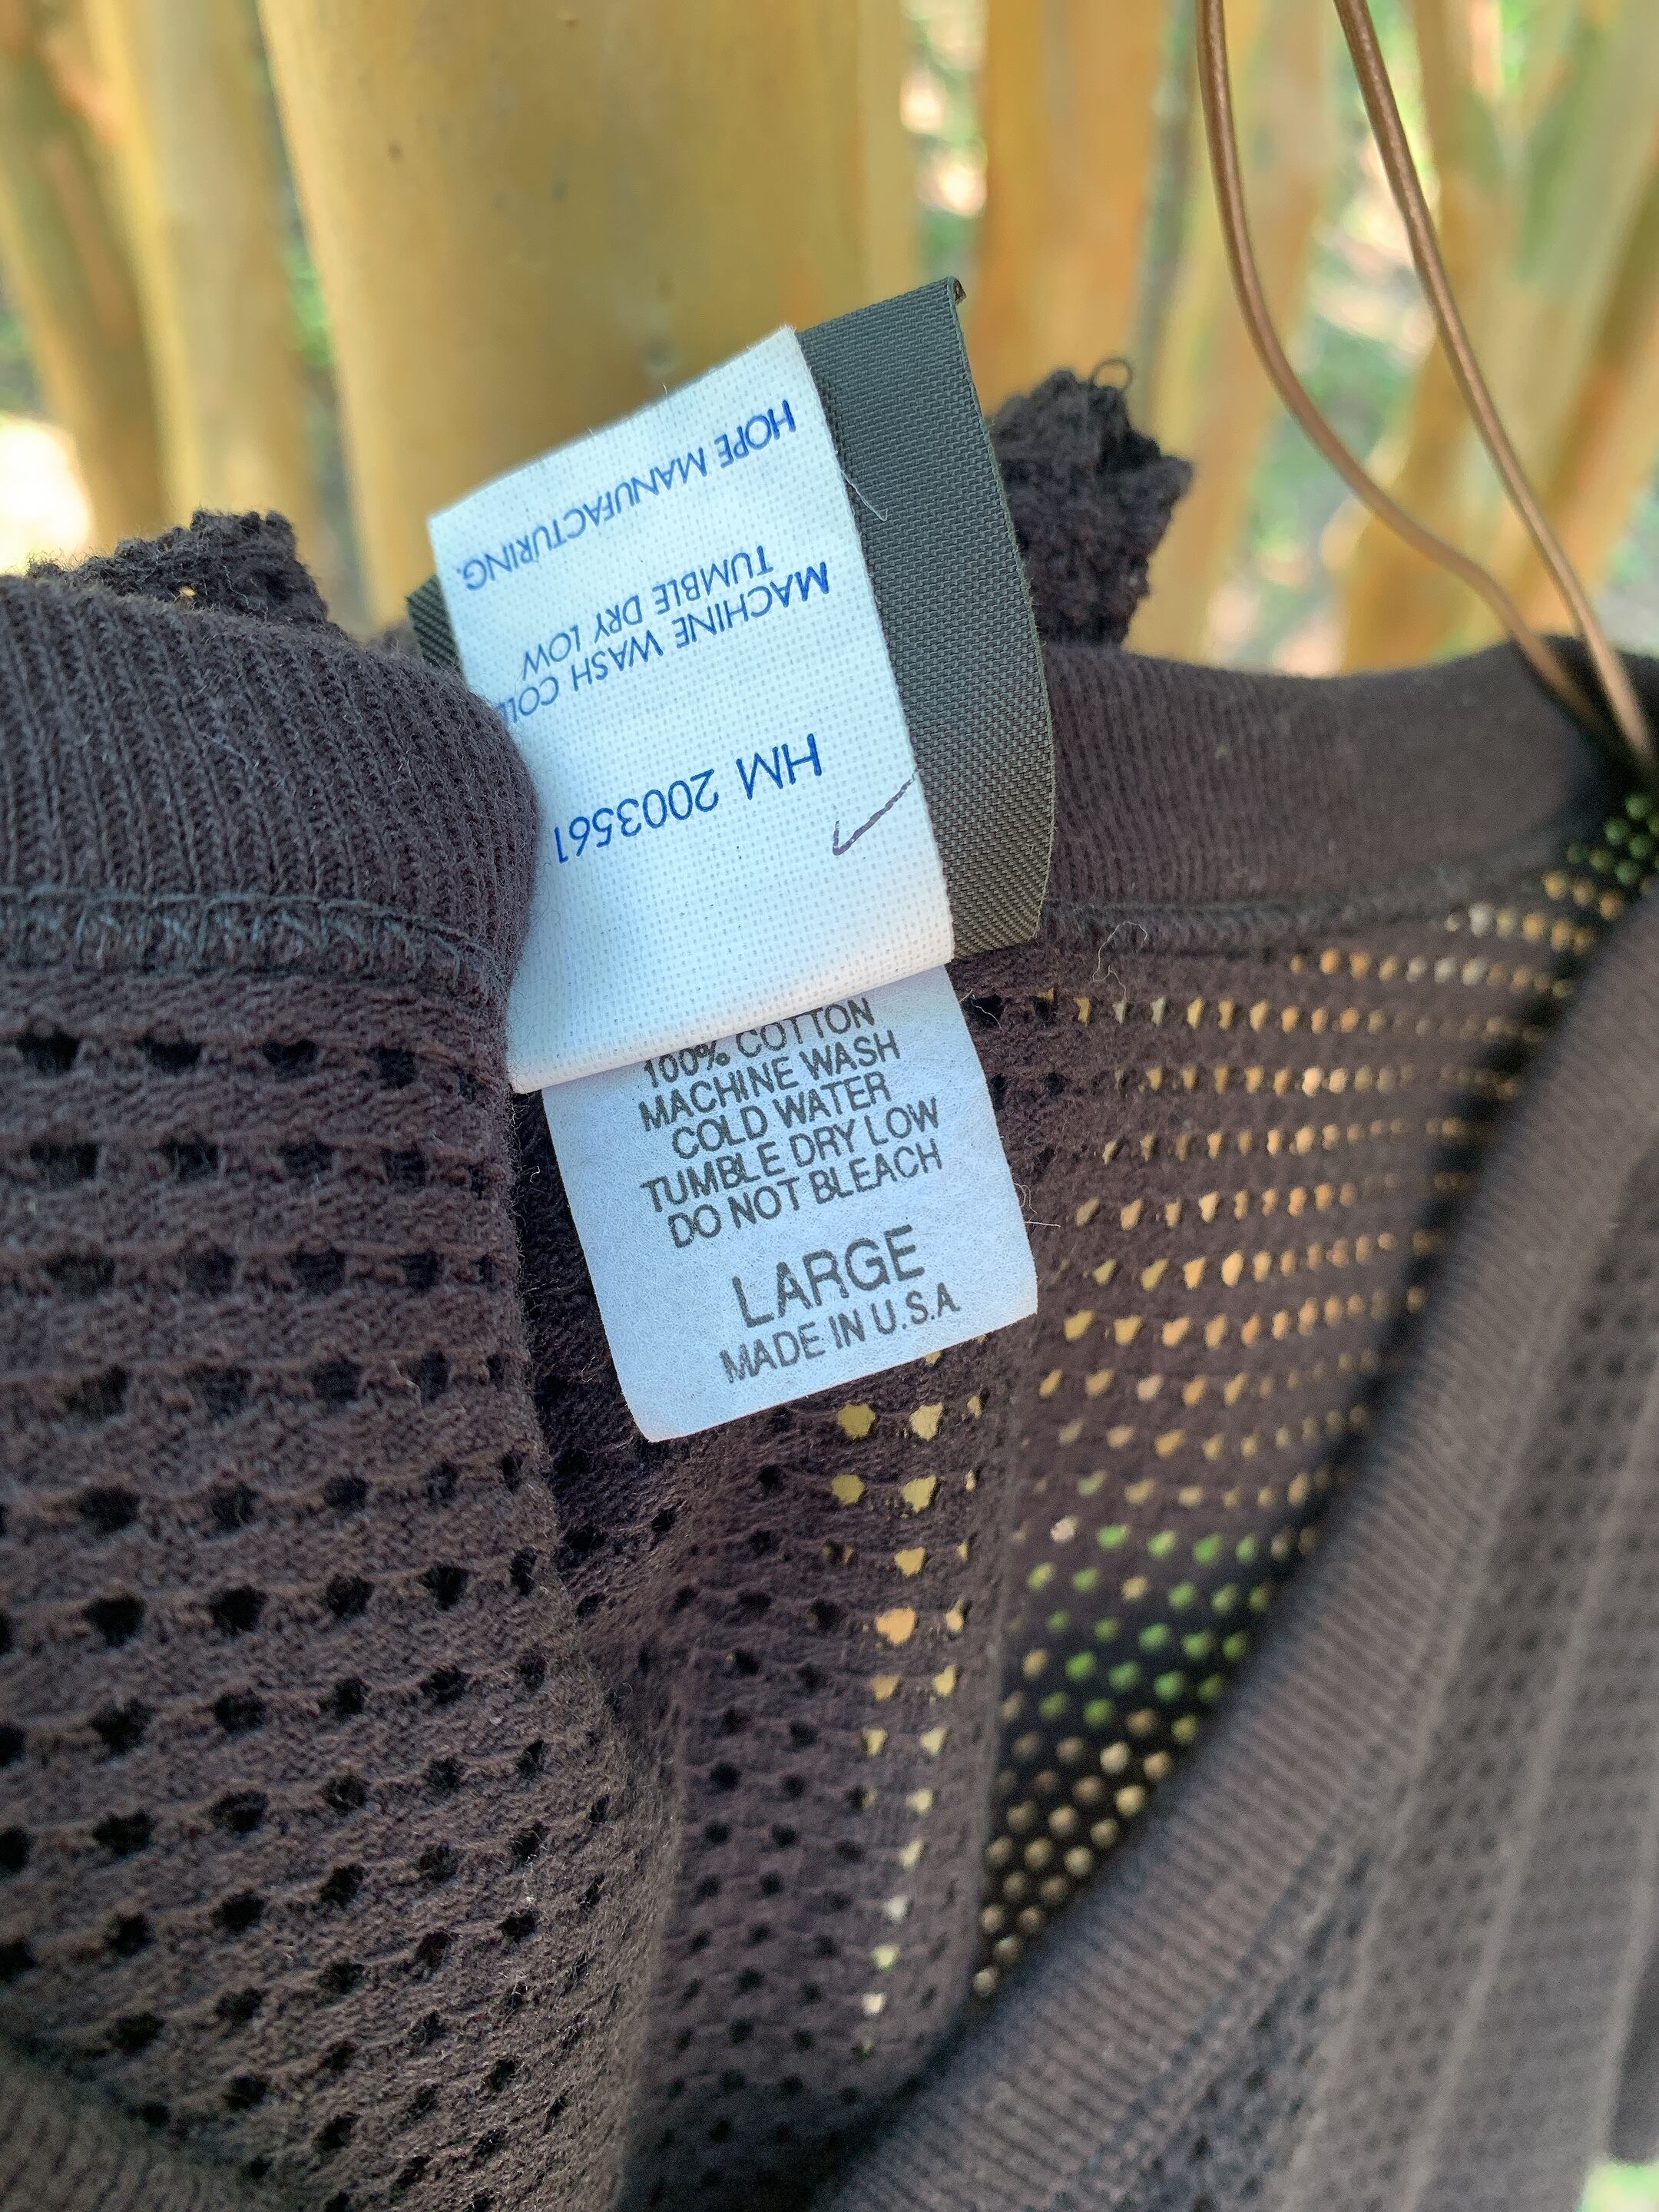 HOPE MANUFACTURING.
MACHINE WASH COLD
TUMBLE DRY LOW
HM 2003561
100% COTTON
MACHINE WASH
COLD WATER
TUMBLE DRY LOW
DO NOT BLEACH
LARGE
MADE IN U.S.A.